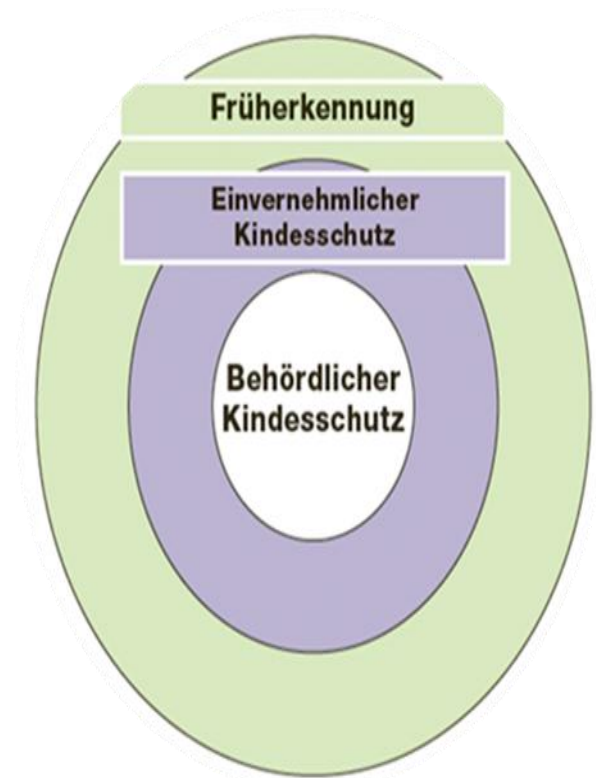 Früherkennung
Einvernehmlicher
Kindesschutz
Behördlicher
Kindesschutz